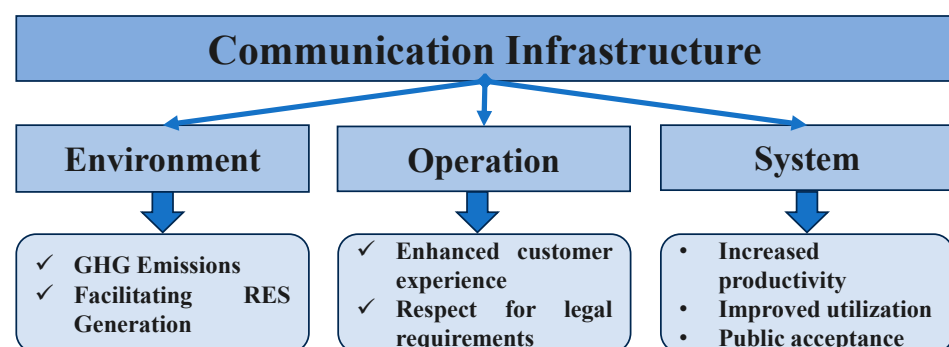 Communication Infrastructure
Environment
Operation
System
✓ GHG Emissions
✓ Facilitating RES
Generation
✓ Enhanced customer
experience
✓ Respect for legal
requirements
• Increased
productivity
• Improved utilization
• Public acceptance